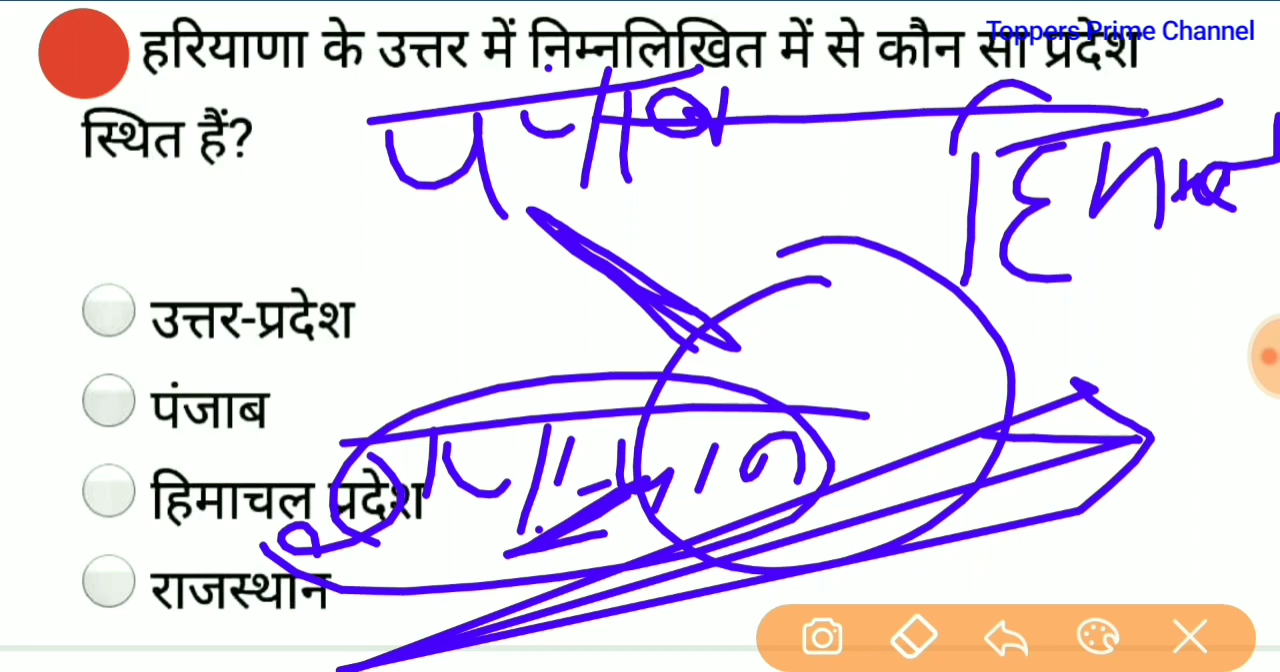 Toppers Prime Channel
हरियाणा के उत्तर में निम्नलिखित में से कौन सा प्रदेश
स्थित हैं?
उत्तर-प्रदेश
पंजाब
हिमाचल प्रदेश
राजस्थान